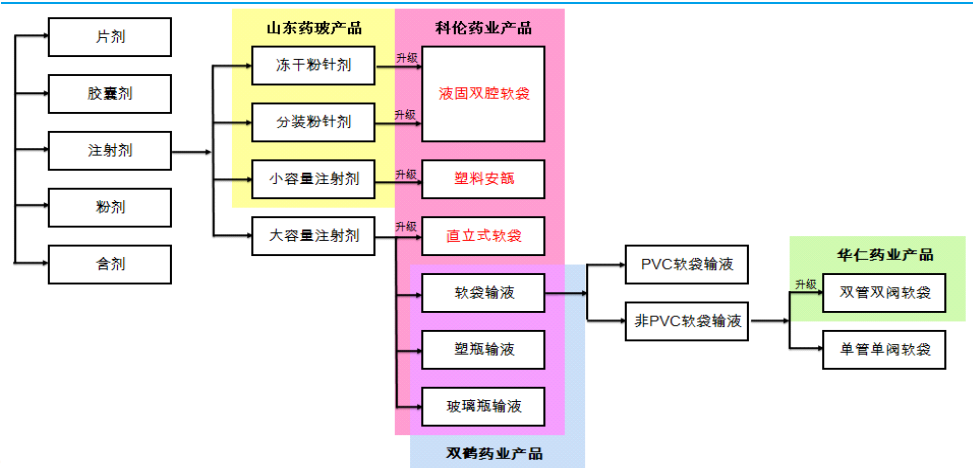 片剂
胶囊剂
注射剂
粉剂
含剂
山东药玻产品
冻干粉针剂
分装粉针剂
小容量注射剂
大容量注射剂
科伦药业产品
升级
液固双腔软袋
升级
升级
塑料安瓿
升级
直立式软袋
软袋输液
塑瓶输液
玻璃瓶输液
双鹤药业产品
PVC软袋输液
非PVC软袋输液
华仁药业产品
升级
双管双阀软袋
单管单阀软袋